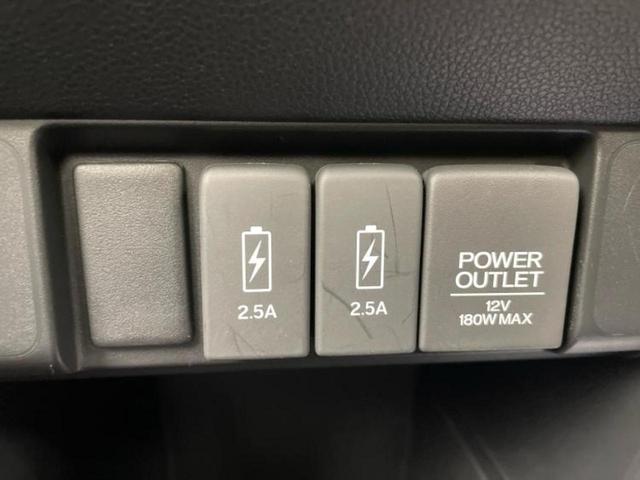 2.5A
2.5A
POWER
OUTLET
12V
180W MAX